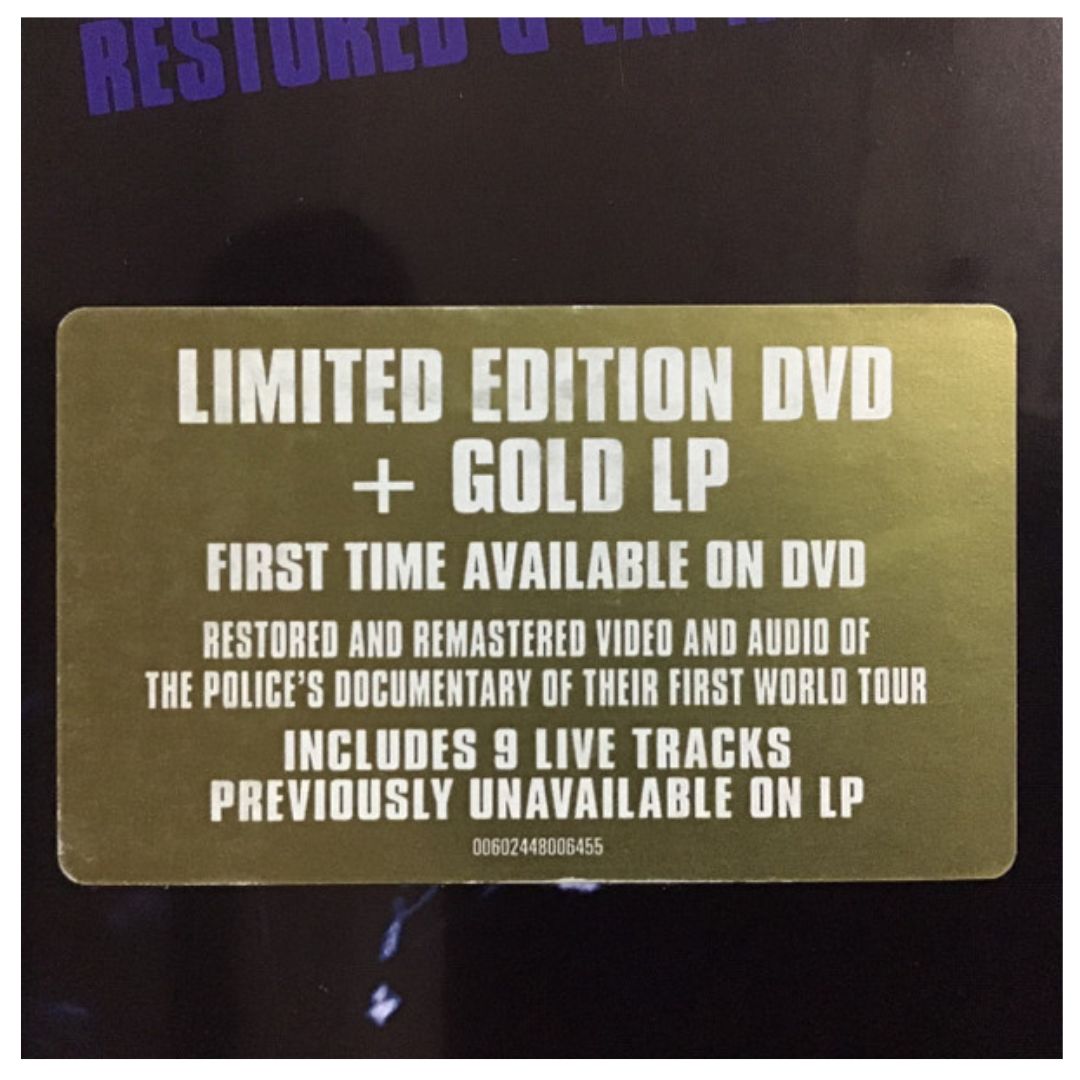 RESTORED &
LIMITED EDITION DVD
+ GOLD LP
FIRST TIME AVAILABLE ON DVD
RESTORED AND REMASTERED VIDEO AND AUDIO OF
THE POLICE'S DOCUMENTARY OF THEIR FIRST WORLD TOUR
INCLUDES 9 LIVE TRACKS
PREVIOUSLY UNAVAILABLE ON LP
00602448006455